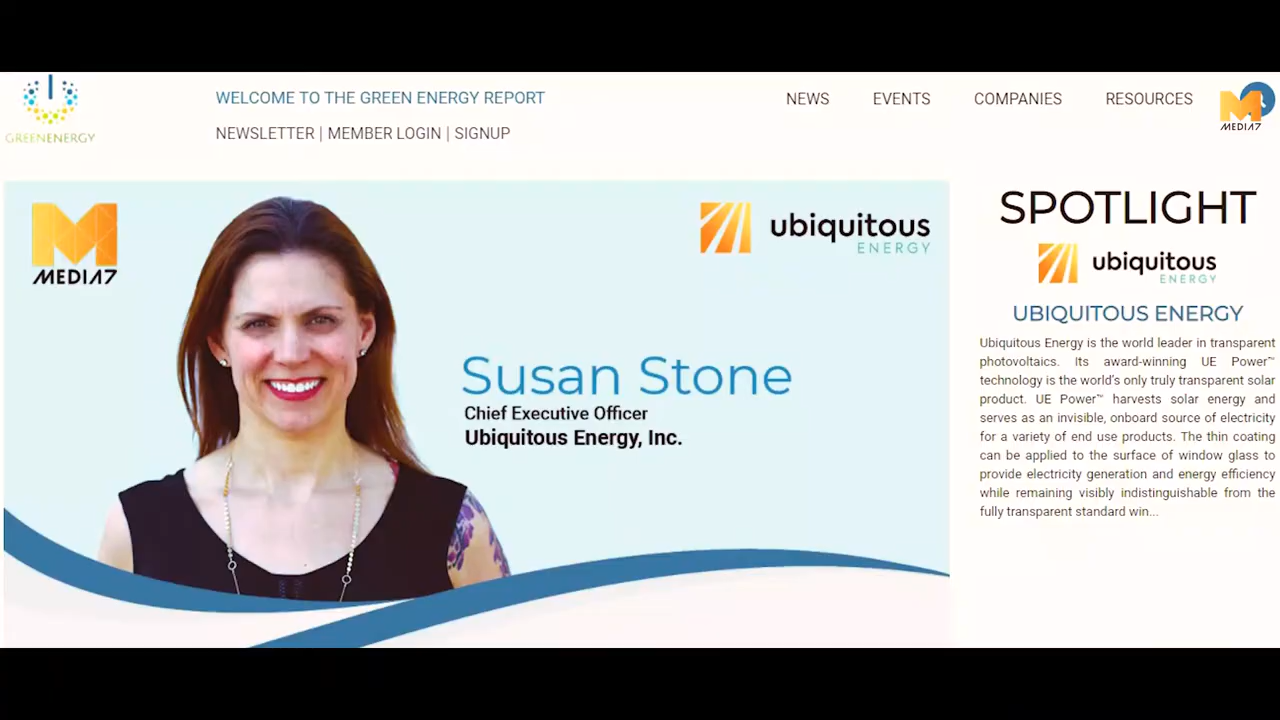 GREENENERGY
WELCOME TO THE GREEN ENERGY REPORT
NEWSLETTER | MEMBER LOGIN | SIGNUP
NEWS EVENTS COMPANIES RESOURCES
M
MEDIA7
M
MEDIA7
ubiquitous
ENERGY
Susan Stone
Chief Executive Officer
Ubiquitous Energy, Inc.
SPOTLIGHT
ubiquitous
ENERGY
UBIQUITOUS ENERGY
Ubiquitous Energy is the world leader in transparent
photovoltaics. Its award-winning UE Power™
technology is the world's only truly transparent solar
product. UE Power™ harvests solar energy and
serves as an invisible, onboard source of electricity
for a variety of end use products. The thin coating
can be applied to the surface of window glass to
provide electricity generation and energy efficiency
while remaining visibly indistinguishable from the
fully transparent standard win...